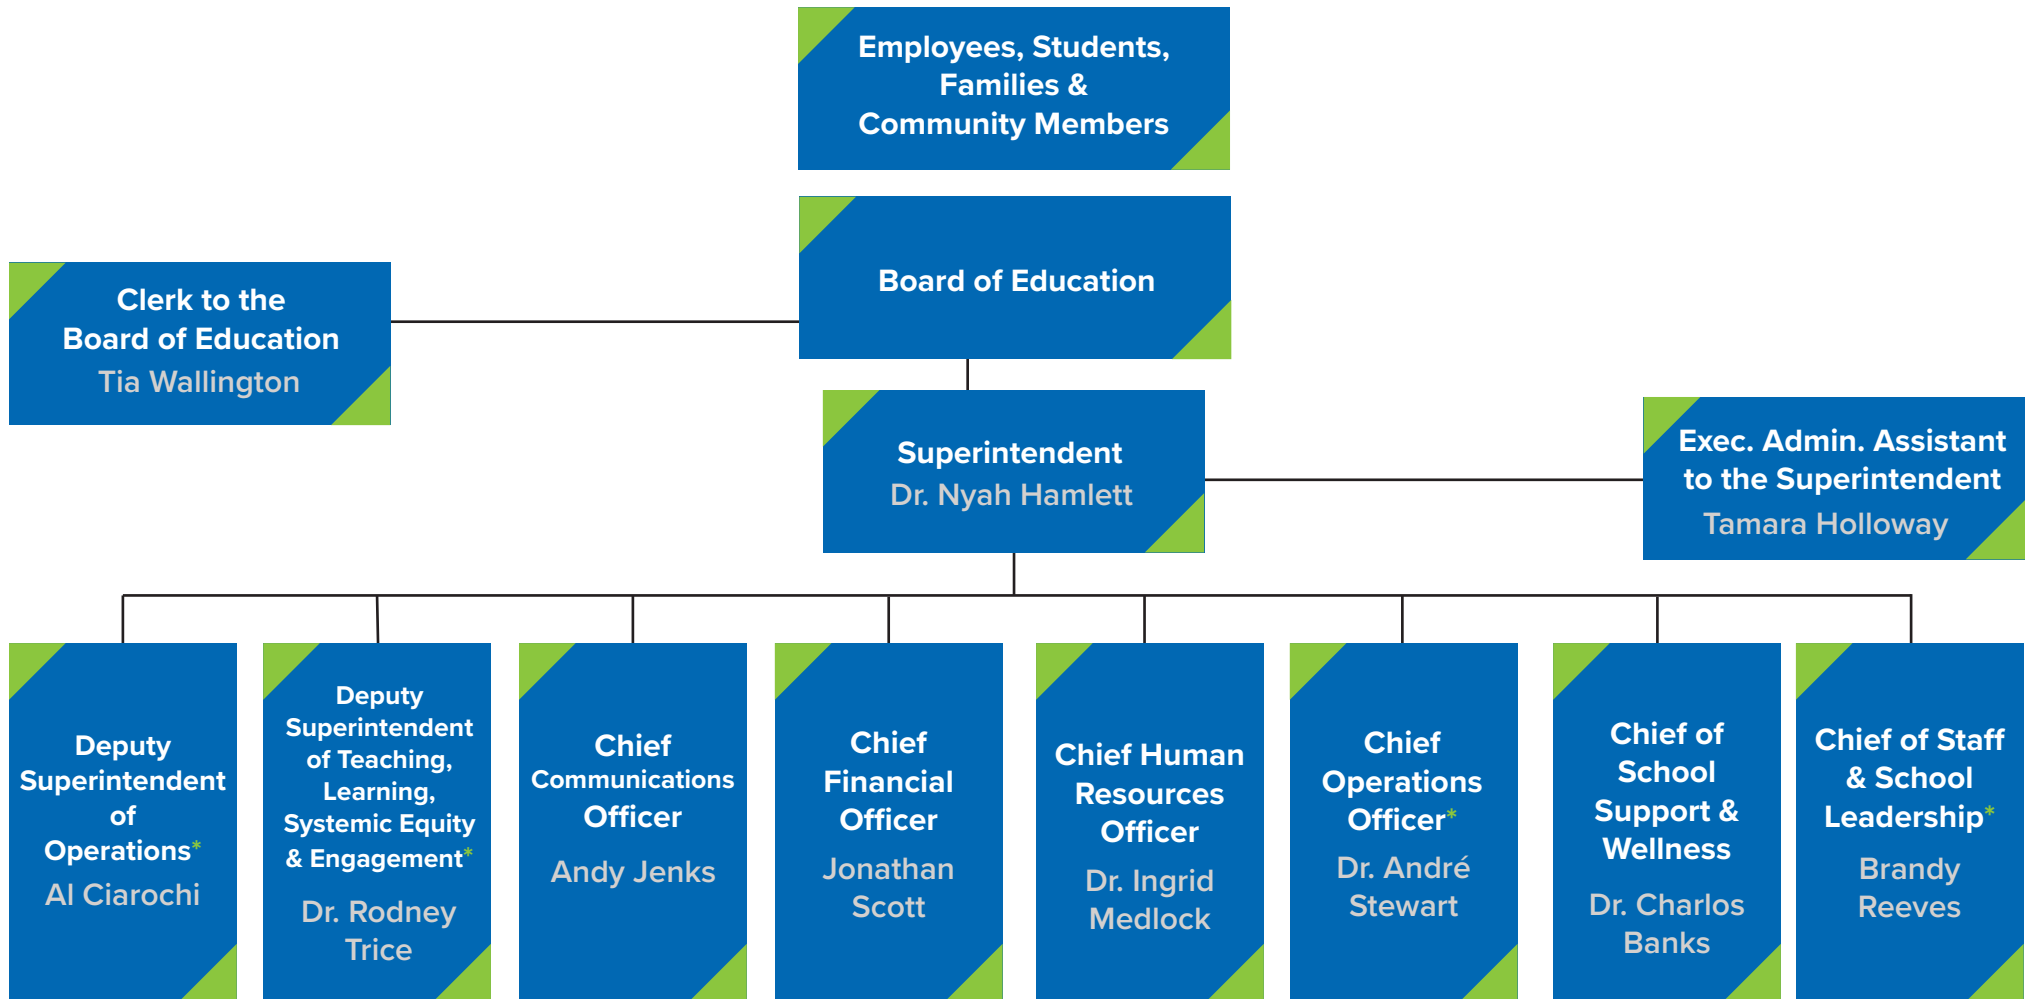 Employees, Students,
Families &
Community Members
Board of Education
Clerk to the
Board of Education
Tia Wallington
Superintendent
Dr. Nyah Hamlett
Exec. Admin. Assistant
to the Superintendent
Tamara Holloway
Deputy
Superintendent
of
Operations*
Al Ciarochi
Deputy
Superintendent
of Teaching,
Learning,
Systemic Equity
& Engagement*
Dr. Rodney
Trice
Chief
Communications
Officer
Andy Jenks
Chief
Financial
Officer
Jonathan
Scott
Chief Human
Resources
Officer
Dr. Ingrid
Medlock
Chief
Operations
Officer*
Dr. André
Stewart
Chief of
School
Support &
Wellness
Dr. Charlos
Banks
Chief of Staff
& School
Leadership*
Brandy
Reeves